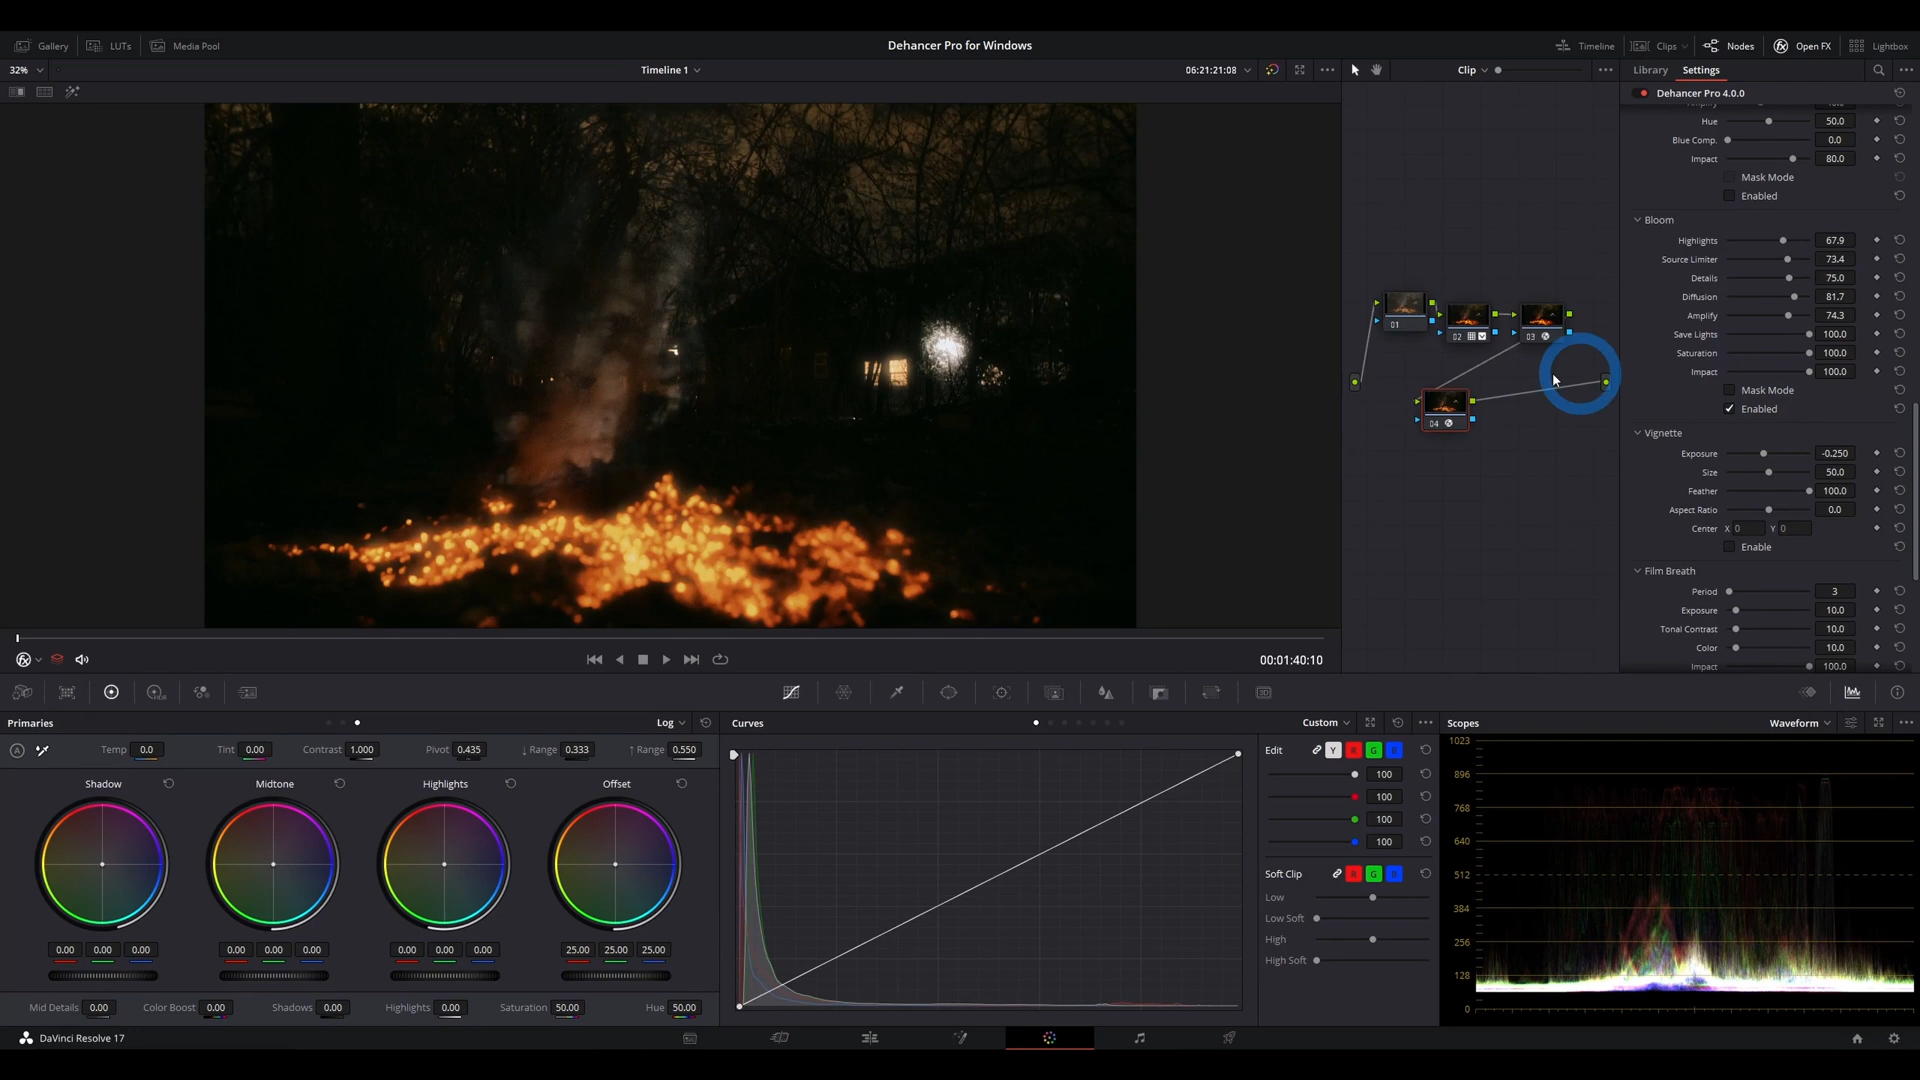 Gallery LUTs Media Pool Dehancer Pro for Windows Timeline Clips Nodes Open FX Lightbox
32% Timeline 1 06:21:21:08 Clip Library Settings
Dehancer Pro 4.0.0
Hue 50.0
Blue Comp. 0.0
Impact 80.0
Mask Mode
Enabled
Bloom
Highlights 67.9
Source Limiter 73.4
Details 75.0
Diffusion 81.7
Amplify 74.3
Save Lights 100.0
Saturation 100.0
Impact 100.0
Mask Mode
Enabled
Vignette
Exposure -0.250
Size 50.0
Feather 100.0
Aspect Ratio 0.0
Center X 0 Y 0
Enable
Film Breath
Period 3
Exposure 10.0
Tonal Contrast 10.0
Color 10.0
Impact 100.0
01
02
03
04
00:01:40:10
Primaries Log
Temp 0.0 Tint 0.00 Contrast 1.000 Pivot 0.435 ↓ Range 0.333 ↑ Range 0.550
Shadow Midtone Highlights Offset
0.00 0.00 0.00 0.00 0.00 0.00 0.00 0.00 0.00 25.00 25.00 25.00
Mid Details 0.00 Color Boost 0.00 Shadows 0.00 Highlights 0.00 Saturation 50.00 Hue 50.00
Curves Custom
Edit Y R G B
100
100
100
100
Soft Clip R G B
Low
Low Soft
High
High Soft
Scopes Waveform
1023
896
768
640
512
384
256
128
0
DaVinci Resolve 17